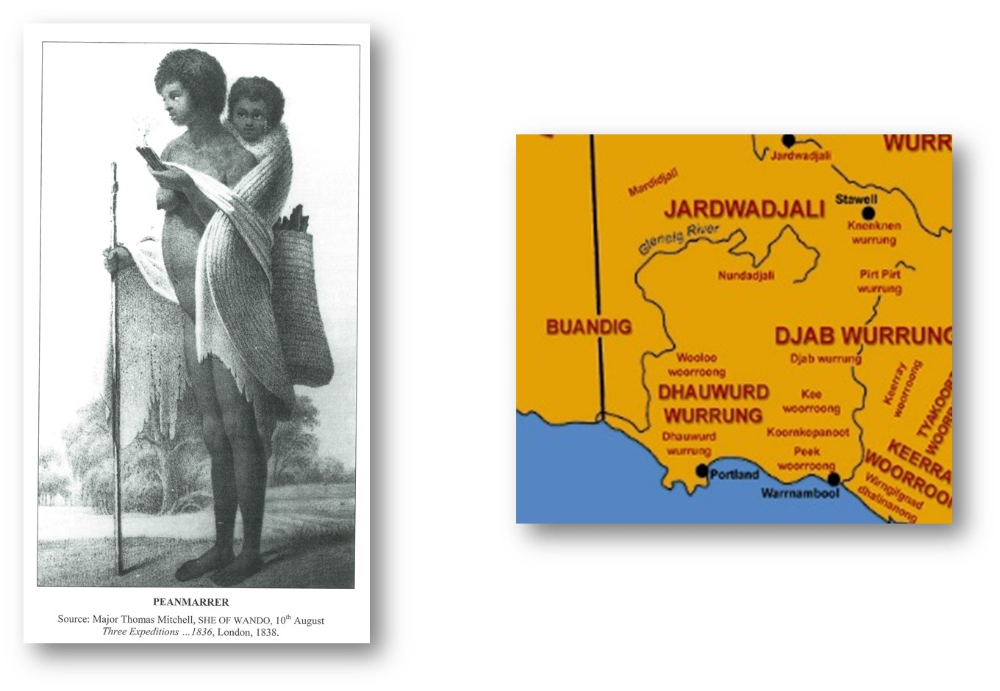 PEANMARRER
Source: Major Thomas Mitchell, SHE OF WANDO, 10th August
Three Expeditions ...1836, London, 1838.
WURR
Jardwadjali
Mardidjali
Stawell
JARDWADJALI
Knenknen
wurrung
Glenelg River
Pirt Pirt
wurrung
Nundadjali
BUANDIG
DJAB WURRUNG
Djab wurrung
Wooloo
woorroong
Keerray
woorroong
DHAUWURD
WURRUNG
Kee
woorroong
TYAKOORT
WOORR
Koornkopanoot
Dhauwurd
wurrung
Peek
woorroong
KEERRA
WOORROO
Portland
Warrnambool
Wirngilgnad
dhalinanong